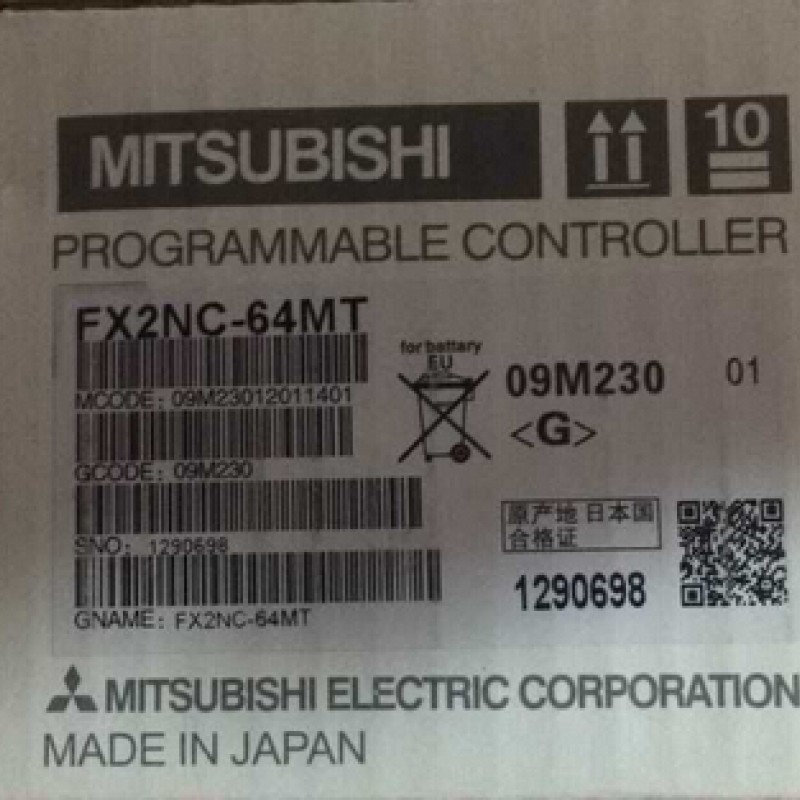 MITSUBISHI
10
PROGRAMMABLE CONTROLLER
FX2NC-64MT
MCODE: 09M23012011401
GCODE: 09M230
SNO: 1290698
GNAME: FX2NC-64MT
for battary
EU
09M230 01
<G>
原产地 日本国
合格证
1290698
MITSUBISHI ELECTRIC CORPORATION
MADE IN JAPAN